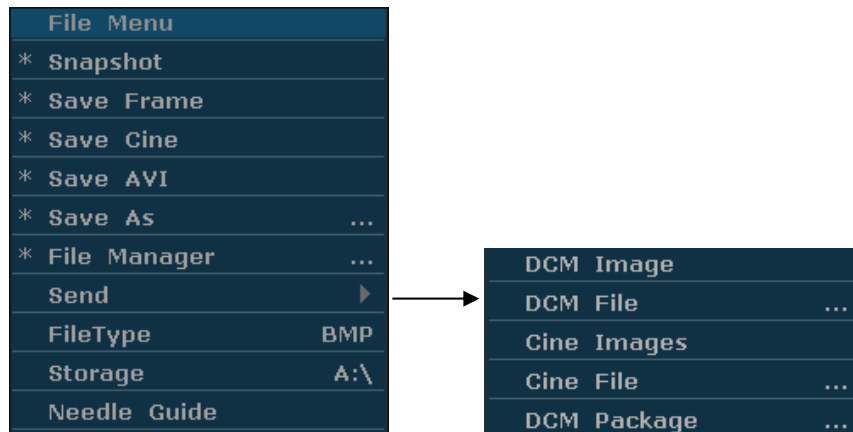 File Menu
* Snapshot
* Save Frame
* Save Cine
* Save AVI
* Save As ...
* File Manager ...
Send
FileType BMP
Storage A:\
Needle Guide
DCM Image
DCM File ...
Cine Images
Cine File ...
DCM Package ...